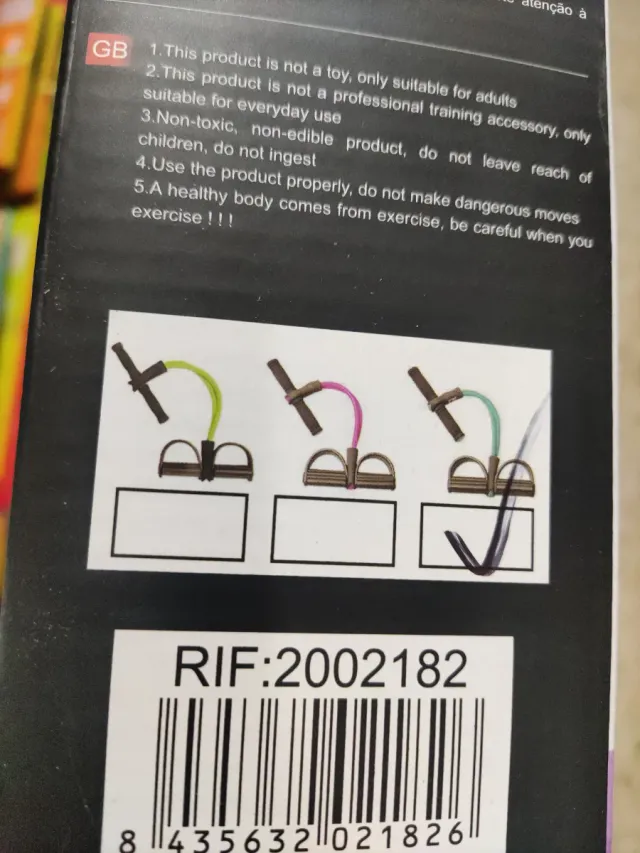 atenção à
GB
1.This product is not a toy, only suitable for adults
2.This product is not a professional training accessory, only
suitable for everyday use
3.Non-toxic, non-edible product, do not leave reach of
children, do not ingest
4.Use the product properly, do not make dangerous moves
5.A healthy body comes from exercise, be careful when you
exercise ! ! !
RIF:2002182
8 435632 021826